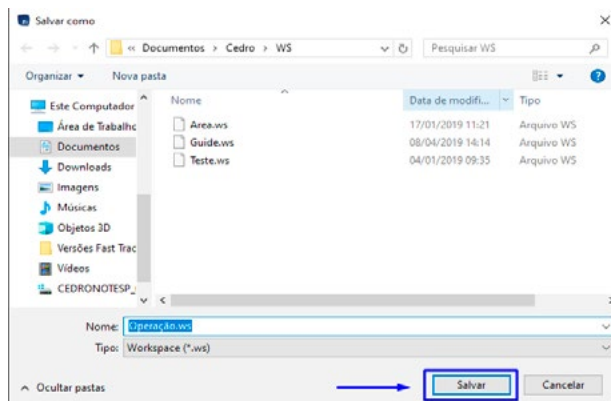 Salvar como
« Documentos › Cedro › WS
Pesquisar WS
Organizar
Nova pasta
Este Computador
Área de Trabalho
Documentos
Downloads
Imagens
Músicas
Objetos 3D
Versões Fast Trac
Vídeos
CEDRONOTESP_
Nome Data de modifi... Tipo
Area.ws 17/01/2019 11:21 Arquivo WS
Guide.ws 08/04/2019 14:14 Arquivo WS
Teste.ws 04/01/2019 09:35 Arquivo WS
Nome: Operação.ws
Tipo: Workspace (*.ws)
Ocultar pastas
Salvar
Cancelar